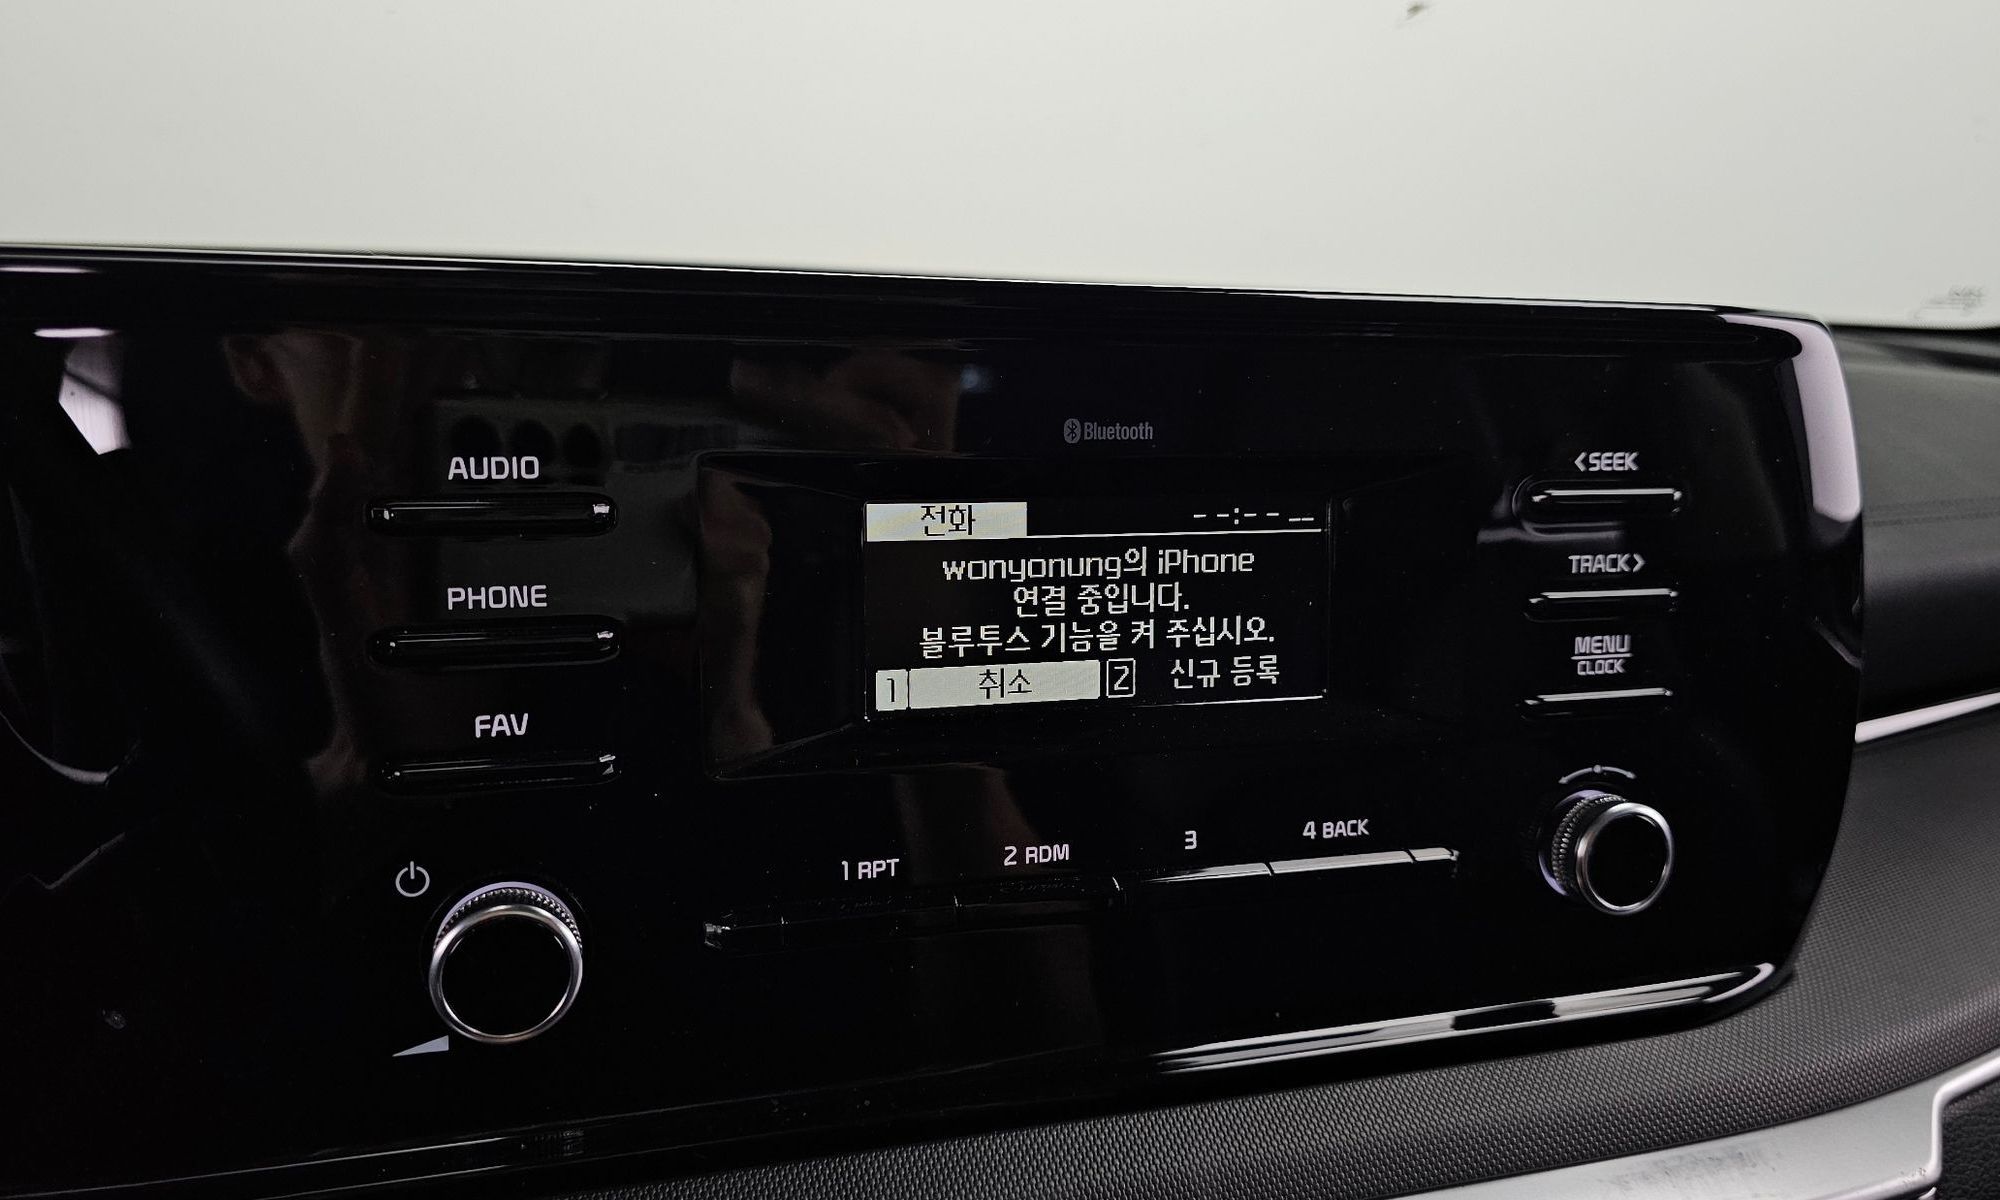 Bluetooth
AUDIO
PHONE
FAV
전화
--:-- --
wonyonung의 iPhone
연결 중입니다.
블루투스 기능을 켜 주십시오.
1 취소 2 신규 등록
<SEEK
TRACK>
MENU
CLOCK
1 RPT
2 RDM
3
4 BACK